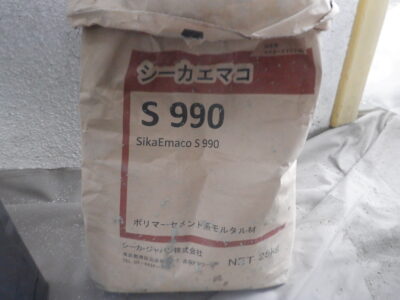 シーカエマコ
S 990
SikaEmaco S 990
ポリマーセメント系モルタル材
シーカ・ジャパン株式会社
NET 25KG